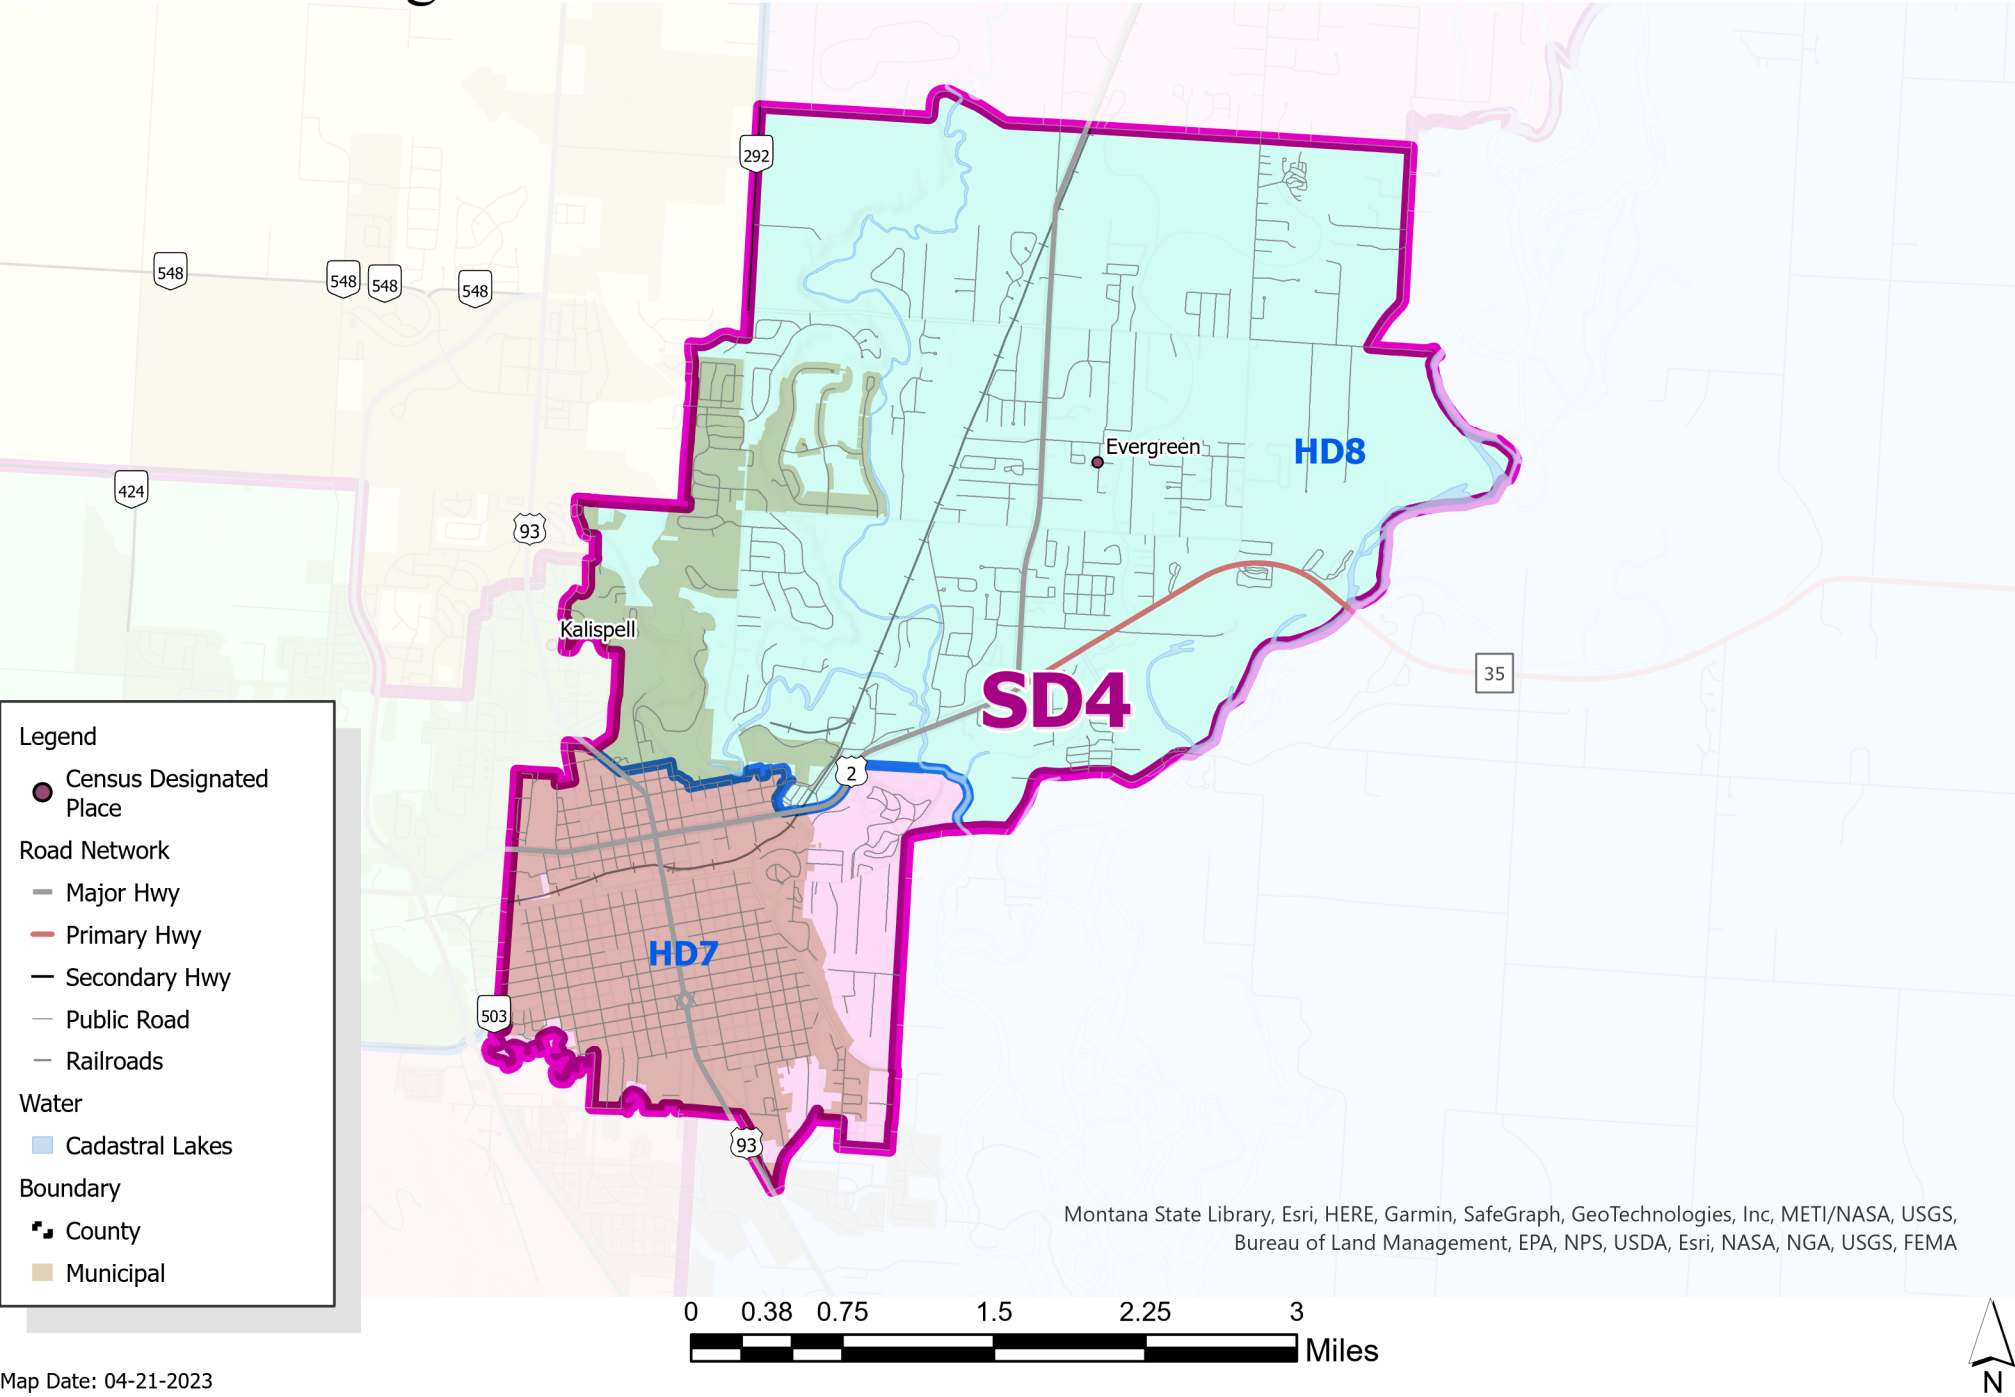 292
548
548
548
548
Evergreen
HD8
424
93
Kalispell
35
SD4
2
HD7
503
93
Legend
Census Designated
Place
Road Network
Major Hwy
Primary Hwy
Secondary Hwy
Public Road
Railroads
Water
Cadastral Lakes
Boundary
County
Municipal
Montana State Library, Esri, HERE, Garmin, SafeGraph, GeoTechnologies, Inc, METI/NASA, USGS,
Bureau of Land Management, EPA, NPS, USDA, Esri, NASA, NGA, USGS, FEMA
0 0.38 0.75 1.5 2.25 3
Miles
N
Map Date: 04-21-2023